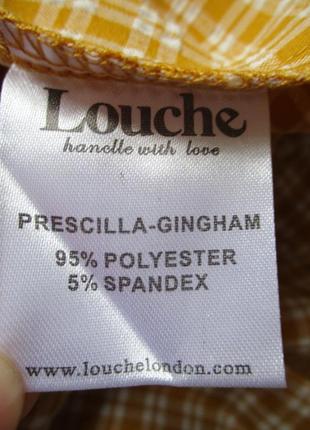 Louche
handle with love
PRESCILLA-GINGHAM
95% POLYESTER
5% SPANDEX
www.louchelondon.com